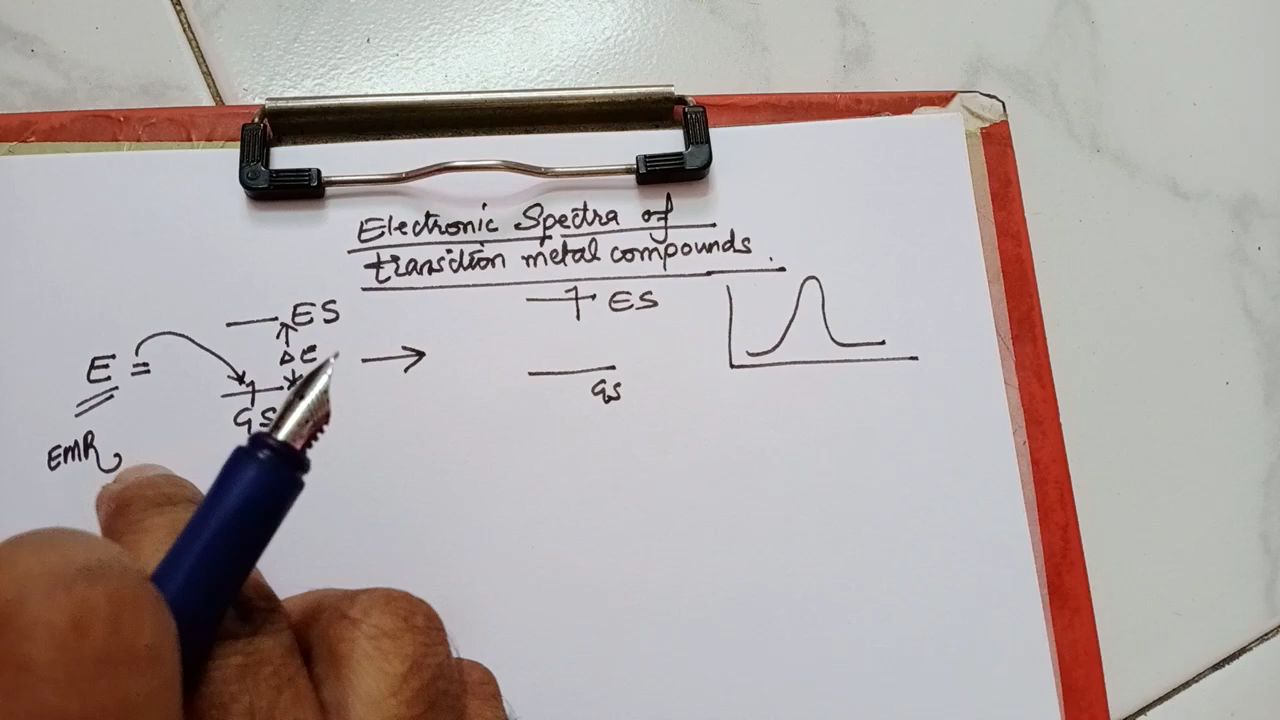 Electronic Spectra of
transition metal compounds.
ES
ES
E =
ΔE
GS
gs
EMR